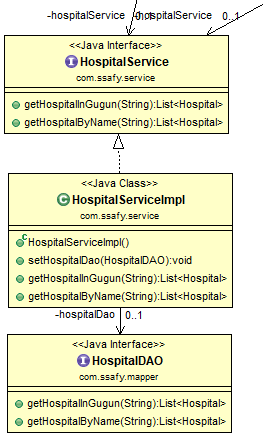 -hospitalService
0..1
-hospitalService
0..1
<<Java Interface>>
HospitalService
com.ssafy.service
getHospitalInGugun(String):List<Hospital>
getHospitalByName(String):List<Hospital>
<<Java Class>>
HospitalServiceImpl
com.ssafy.service
HospitalServiceImpl()
setHospitalDao(HospitalDAO):void
getHospitalInGugun(String):List<Hospital>
getHospitalByName(String):List<Hospital>
-hospitalDao
0..1
<<Java Interface>>
HospitalDAO
com.ssafy.mapper
getHospitalInGugun(String):List<Hospital>
getHospitalByName(String):List<Hospital>